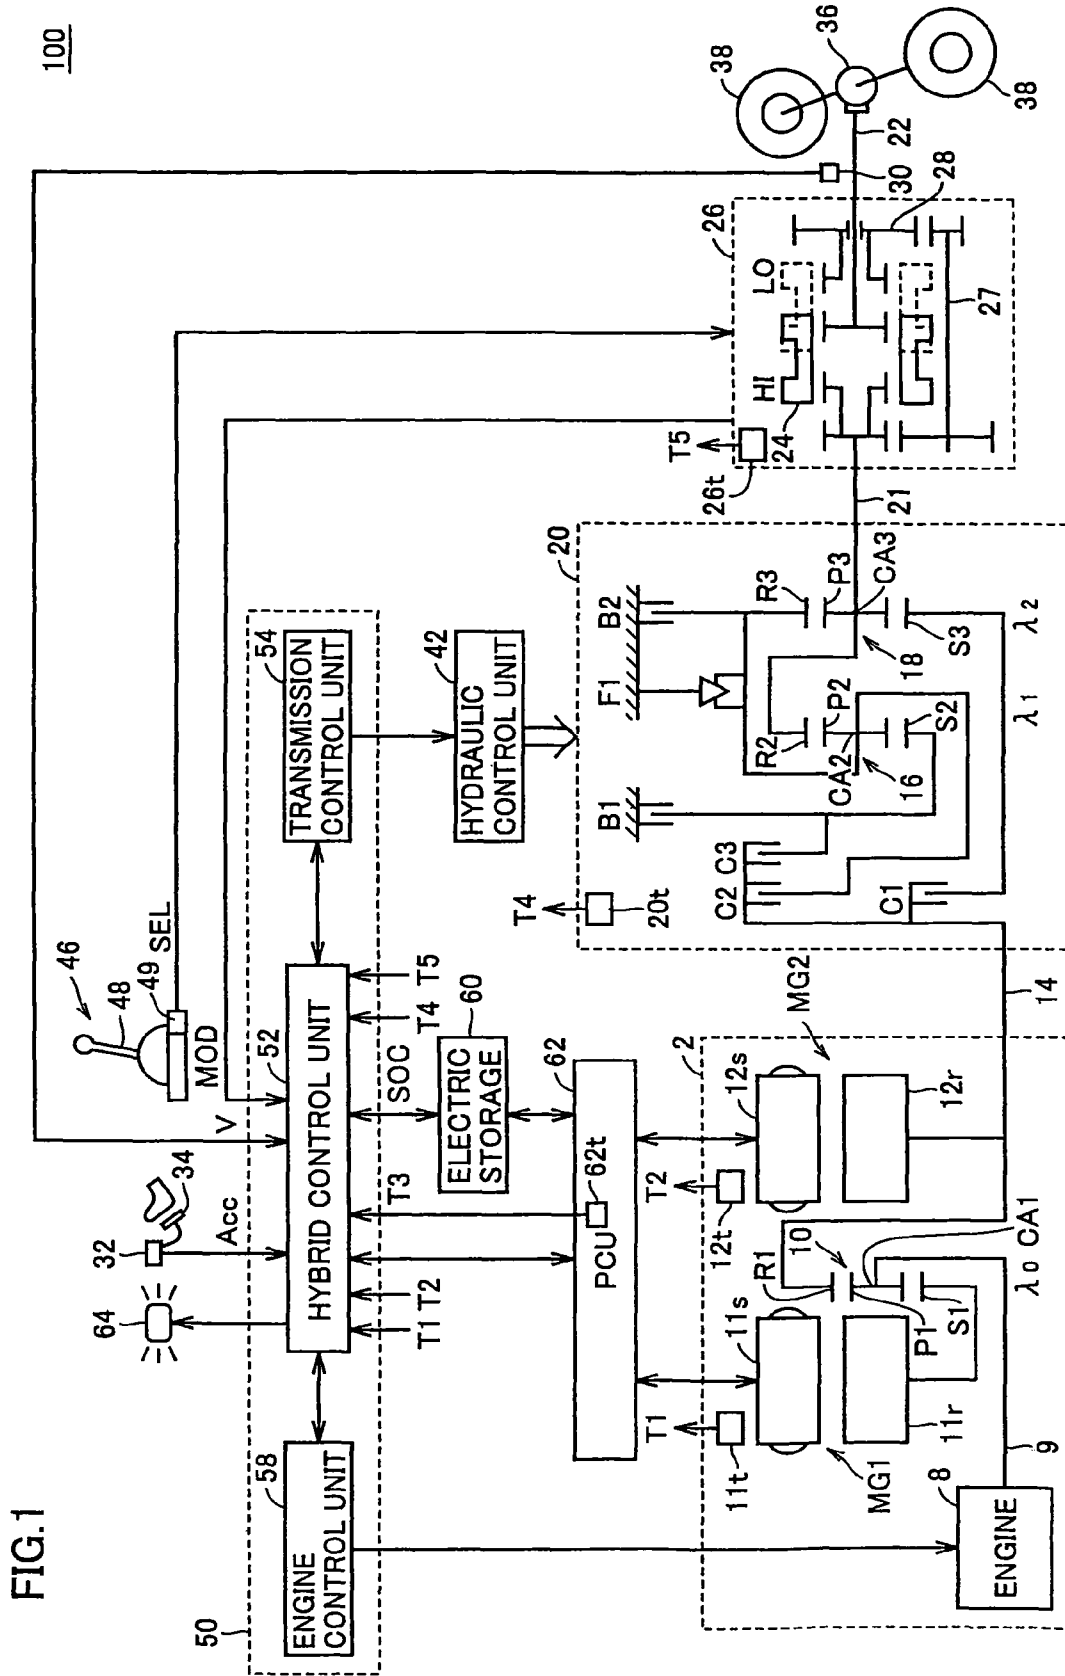 FIG.1
100
50
58
ENGINE
CONTROL UNIT
64
32
34
Acc
V
MOD
46
48
49
SEL
52
HYBRID CONTROL UNIT
54
TRANSMISSION
CONTROL UNIT
T1
T2
T3
SOC
T4
T5
42
HYDRAULIC
CONTROL UNIT
60
ELECTRIC
STORAGE
62
PCU
62t
T1
11t
T2
12t
11s
12s
2
MG1
MG2
11r
12r
R1
10
P1
S1
CA1
λ0
8
ENGINE
9
14
T4
20t
20
B1
F1
B2
C2
C3
C1
R2
P2
CA2
16
S2
R3
P3
CA3
18
S3
λ1
λ2
21
T5
26t
26
HI
LO
24
27
28
30
22
36
38
38